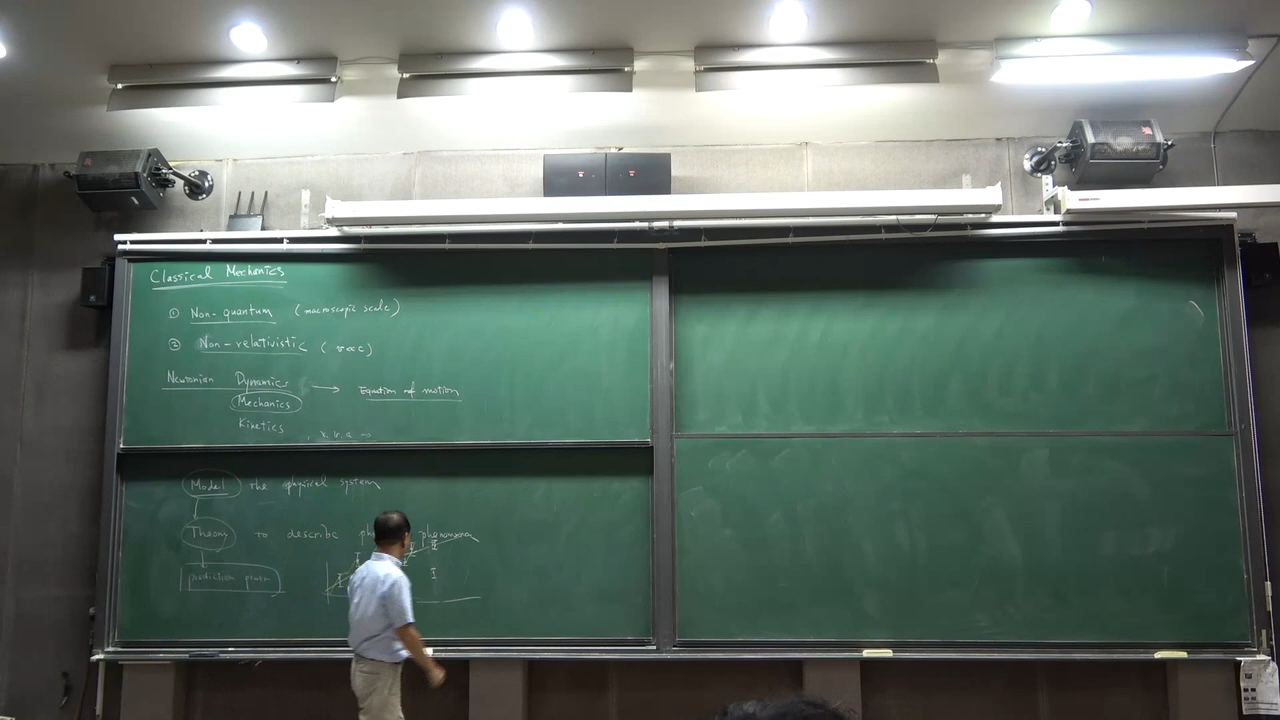 Classical Mechanics
① Non-quantum (macroscopic scale)
② Non-relativistic (v<<c)
Newtonian Dynamics → Equation of motion
Mechanics
Kinetics
, x, v, a →
Model the physical system
Theory to describe phenomena
prediction power